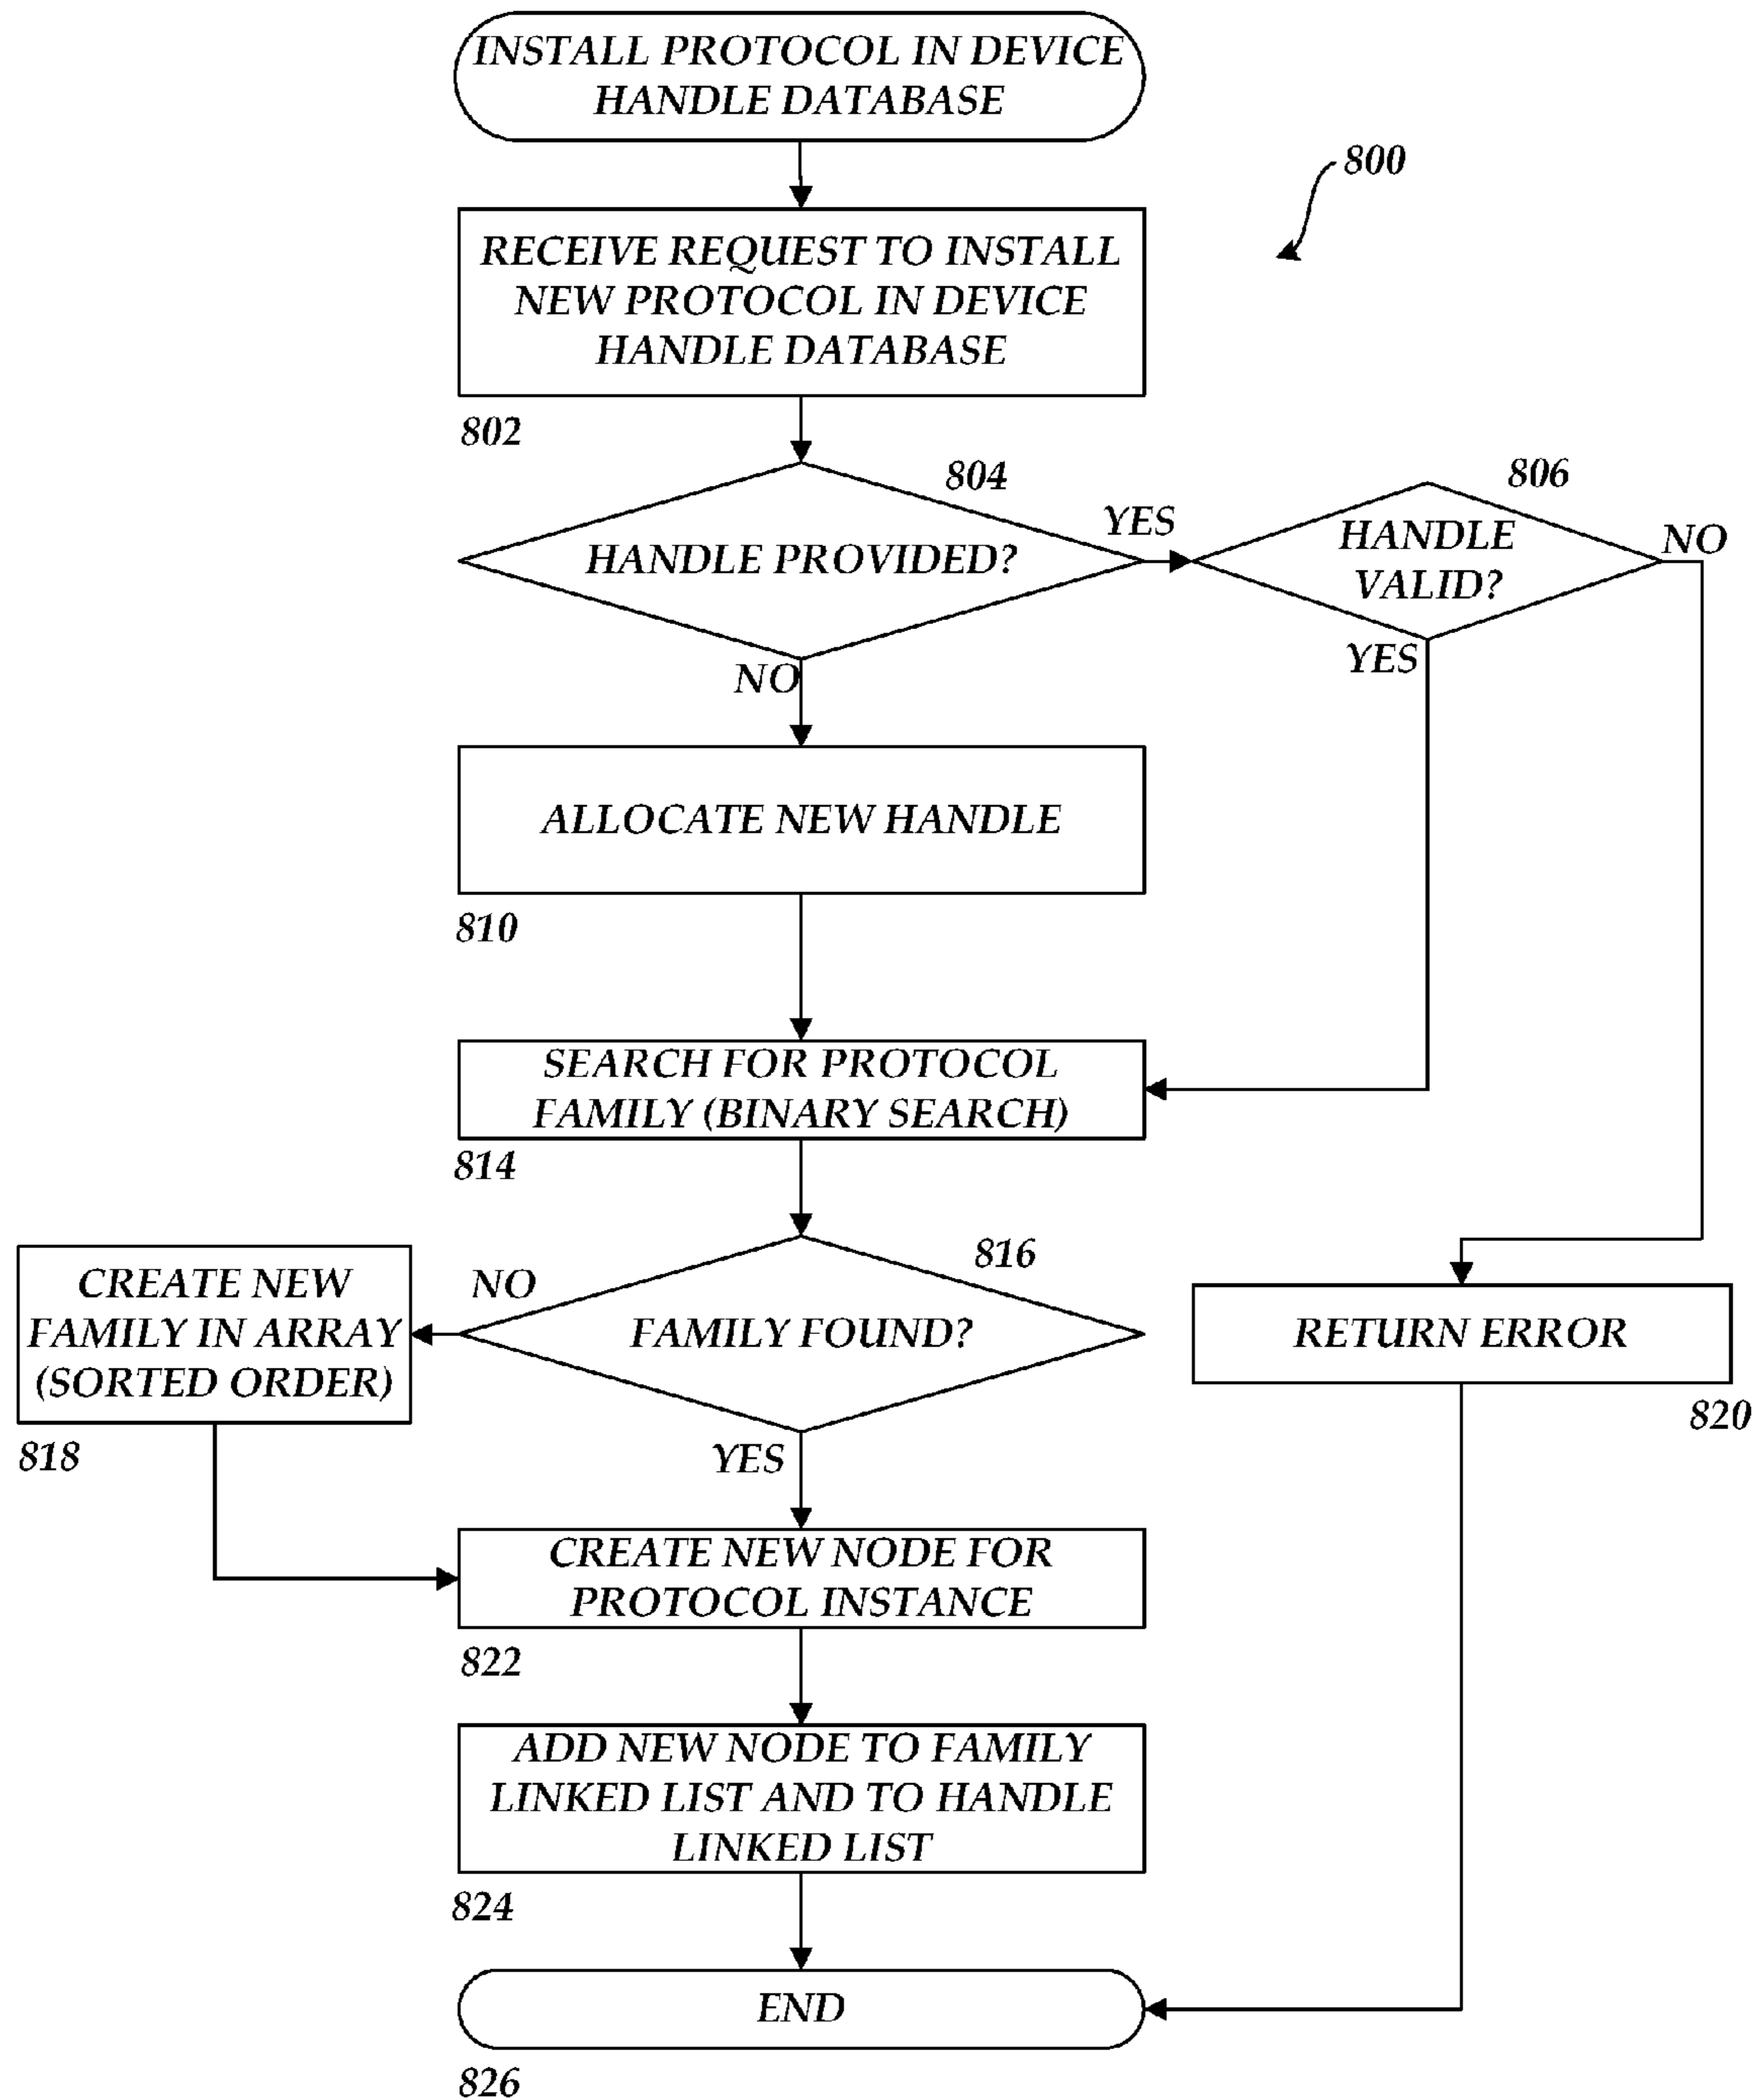 INSTALL PROTOCOL IN DEVICE
HANDLE DATABASE
800
RECEIVE REQUEST TO INSTALL
NEW PROTOCOL IN DEVICE
HANDLE DATABASE
802
804
HANDLE PROVIDED?
YES
NO
806
HANDLE
VALID?
NO
YES
ALLOCATE NEW HANDLE
810
SEARCH FOR PROTOCOL
FAMILY (BINARY SEARCH)
814
816
FAMILY FOUND?
NO
YES
CREATE NEW
FAMILY IN ARRAY
(SORTED ORDER)
818
RETURN ERROR
820
CREATE NEW NODE FOR
PROTOCOL INSTANCE
822
ADD NEW NODE TO FAMILY
LINKED LIST AND TO HANDLE
LINKED LIST
824
END
826